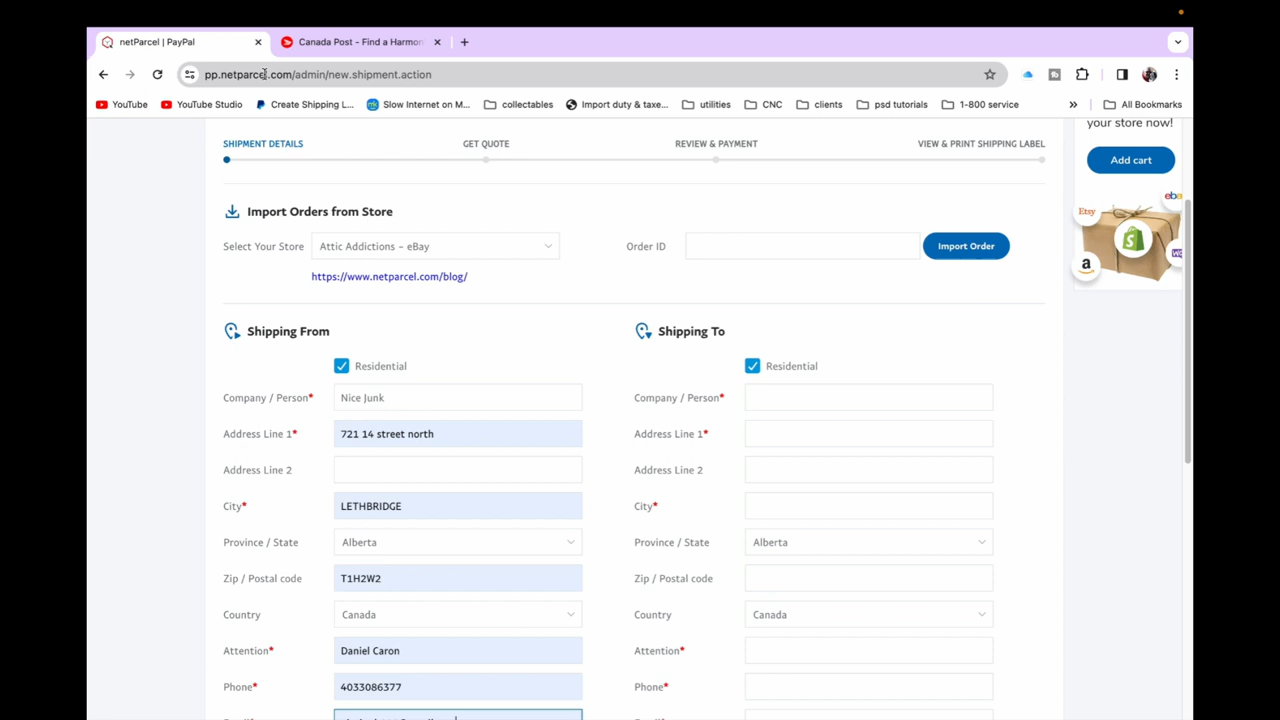 netParcel | PayPal
Canada Post - Find a Harmon
pp.netparcel.com/admin/new.shipment.action
YouTube
YouTube Studio
Create Shipping L...
Slow Internet on M...
collectables
Import duty & taxe...
utilities
CNC
clients
psd tutorials
1-800 service
All Bookmarks
your store now!
Add cart
Etsy
a
SHIPMENT DETAILS
GET QUOTE
REVIEW & PAYMENT
VIEW & PRINT SHIPPING LABEL
Import Orders from Store
Select Your Store
Attic Addictions – eBay
Order ID
Import Order
https://www.netparcel.com/blog/
Shipping From
Shipping To
Residential
Residential
Company / Person*
Nice Junk
Company / Person*
Address Line 1*
721 14 street north
Address Line 1*
Address Line 2
Address Line 2
City*
LETHBRIDGE
City*
Province / State
Alberta
Province / State
Alberta
Zip / Postal code
T1H2W2
Zip / Postal code
Country
Canada
Country
Canada
Attention*
Daniel Caron
Attention*
Phone*
4033086377
Phone*